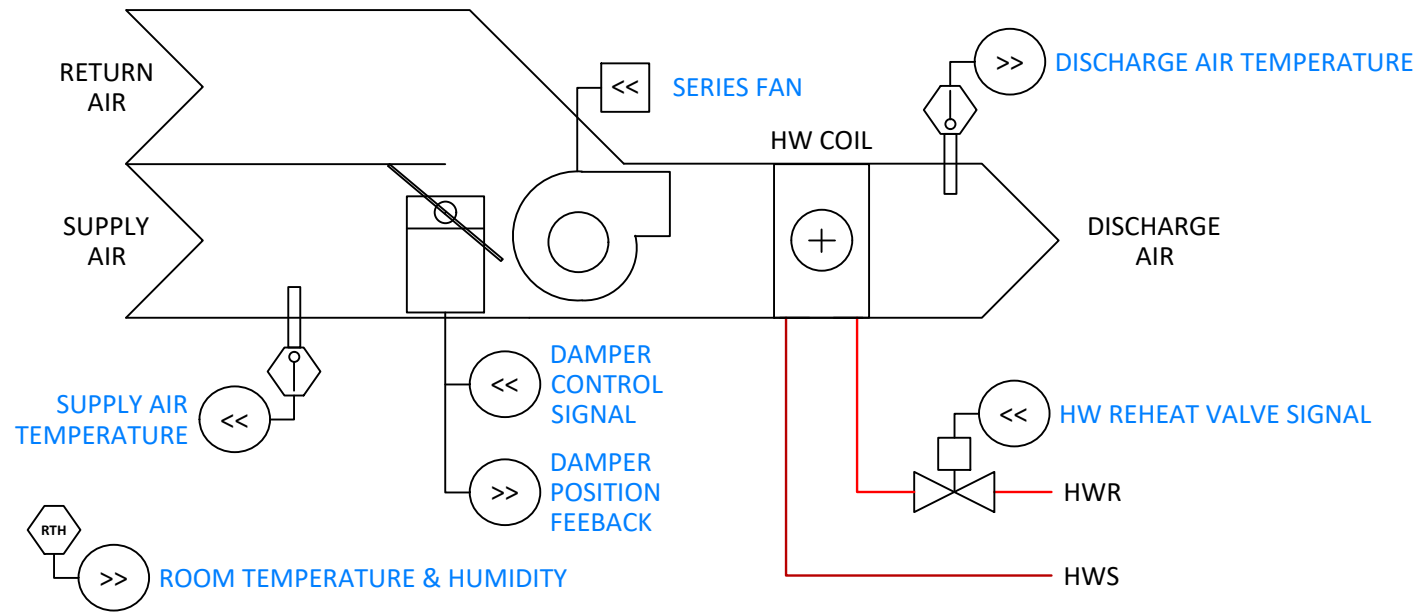 RETURN
AIR
<<
SERIES FAN
>>
DISCHARGE AIR TEMPERATURE
HW COIL
SUPPLY
AIR
DISCHARGE
AIR
SUPPLY AIR
TEMPERATURE
<<
<<
DAMPER
CONTROL
SIGNAL
<<
HW REHEAT VALVE SIGNAL
>>
DAMPER
POSITION
FEEBACK
HWR
RTH
>>
ROOM TEMPERATURE & HUMIDITY
HWS